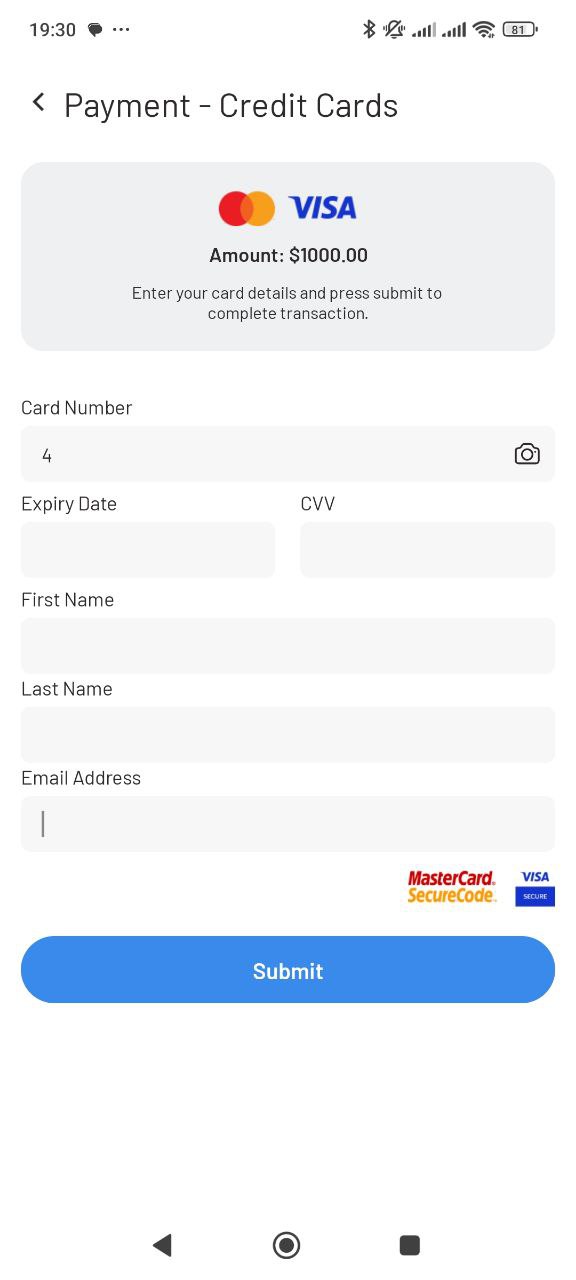 19:30
81
Payment - Credit Cards
VISA
Amount: $1000.00
Enter your card details and press submit to
complete transaction.
Card Number
4
Expiry Date
CVV
First Name
Last Name
Email Address
MasterCard. VISA
SecureCode. SECURE
Submit